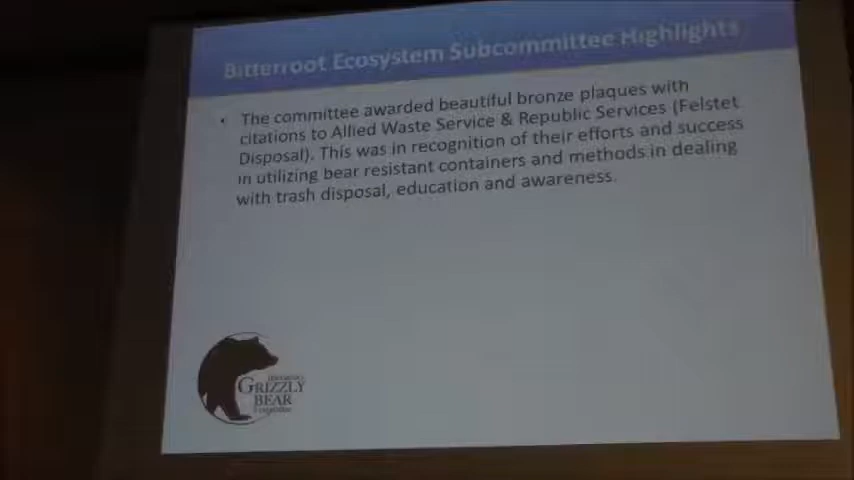 Bitterroot Ecosystem Subcommittee Highlights
• The committee awarded beautiful bronze plaques with
citations to Allied Waste Service & Republic Services (Felstet
Disposal). This was in recognition of their efforts and success
in utilizing bear resistant containers and methods in dealing
with trash disposal, education and awareness.
GRIZZLY
BEAR